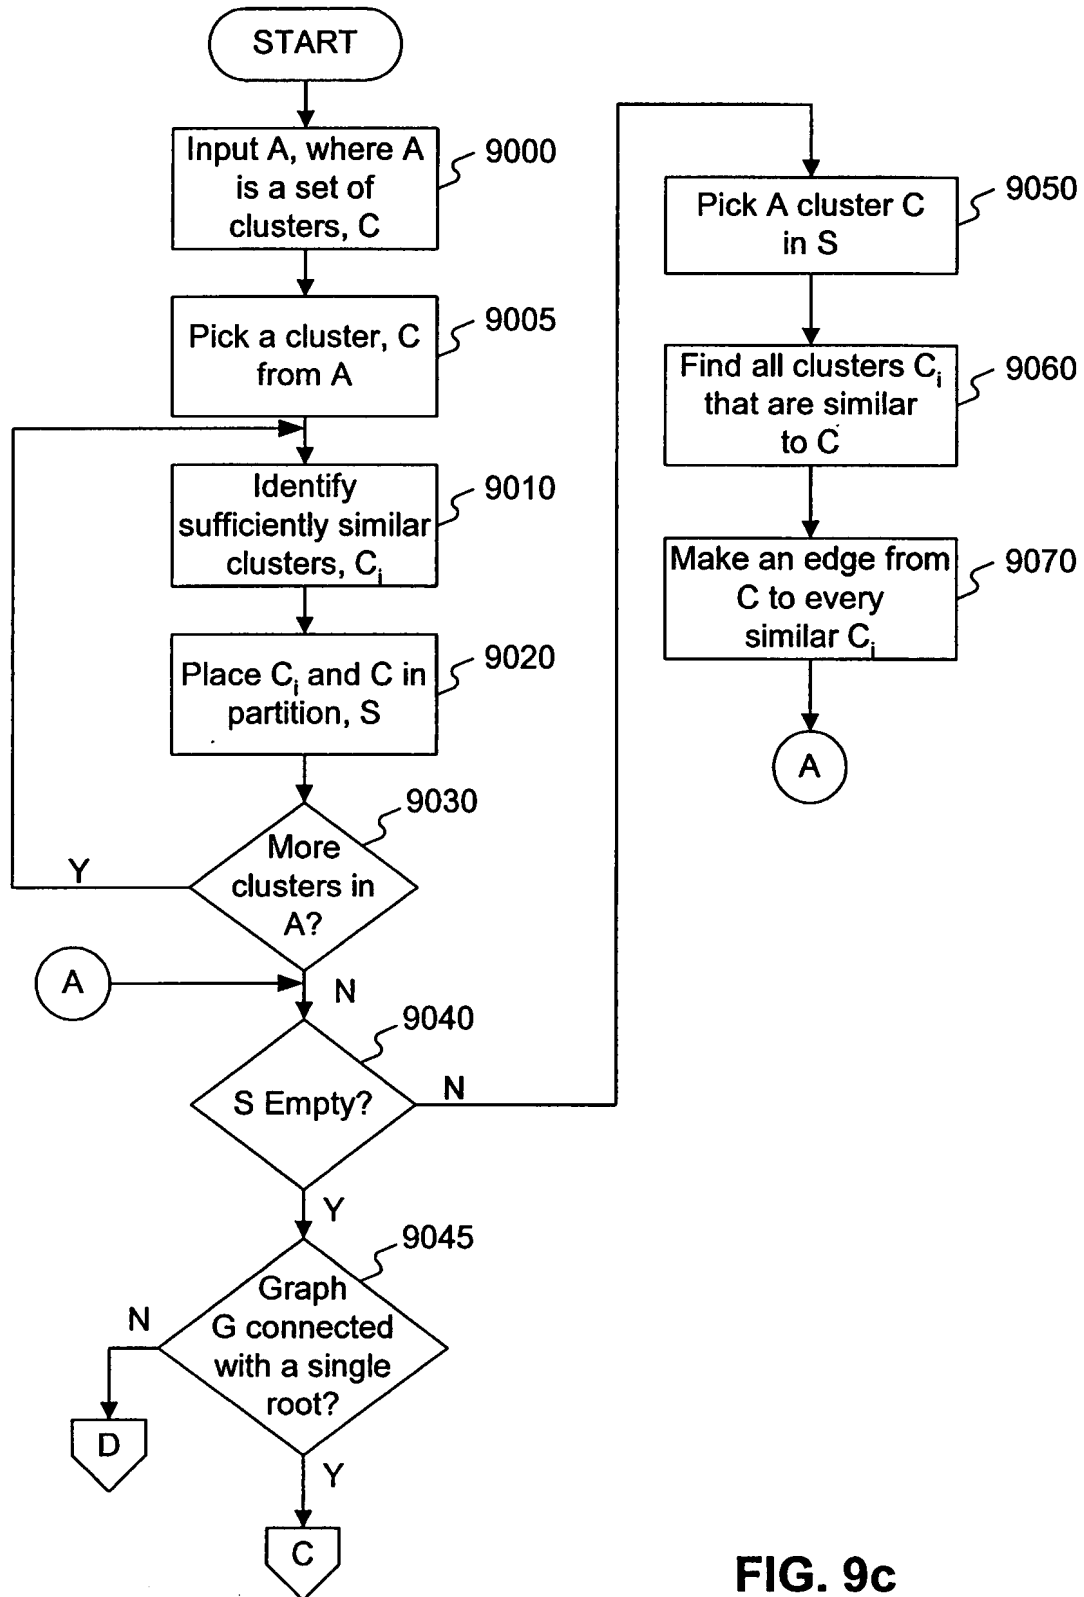 START
Input A, where A
is a set of
clusters, C
9000
Pick a cluster, C
from A
9005
Identify
sufficiently similar
clusters, Ci
9010
Place Ci and C in
partition, S
9020
More
clusters in
A?
9030
Y
A
N
S Empty?
9040
N
Y
Graph
G connected
with a single
root?
9045
N
D
Y
C
Pick A cluster C
in S
9050
Find all clusters Ci
that are similar
to C
9060
Make an edge from
C to every
similar Ci
9070
A
FIG. 9c